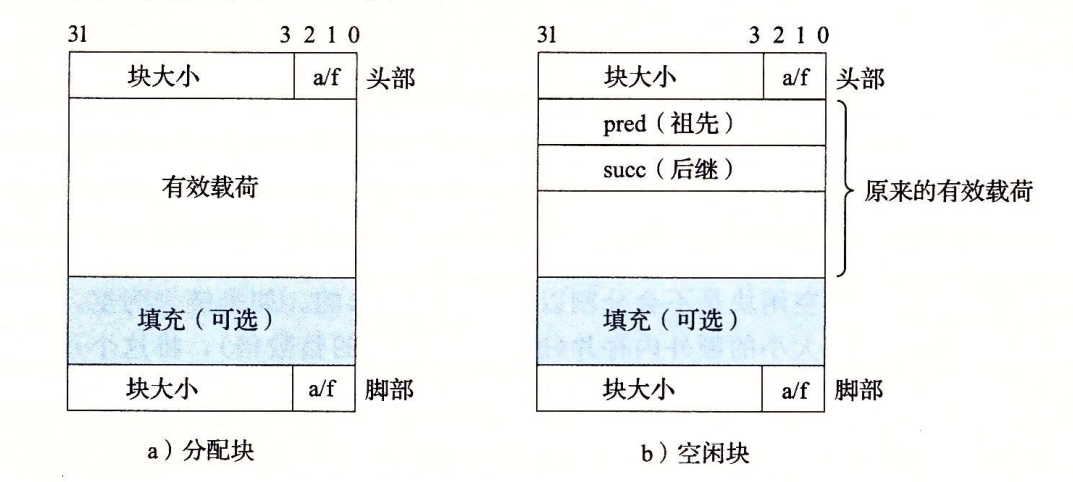 31 3 2 1 0
块大小 a/f 头部
有效载荷
填充（可选）
块大小 a/f 脚部
a）分配块
31 3 2 1 0
块大小 a/f 头部
pred（祖先）
succ（后继）
原来的有效载荷
填充（可选）
块大小 a/f 脚部
b）空闲块